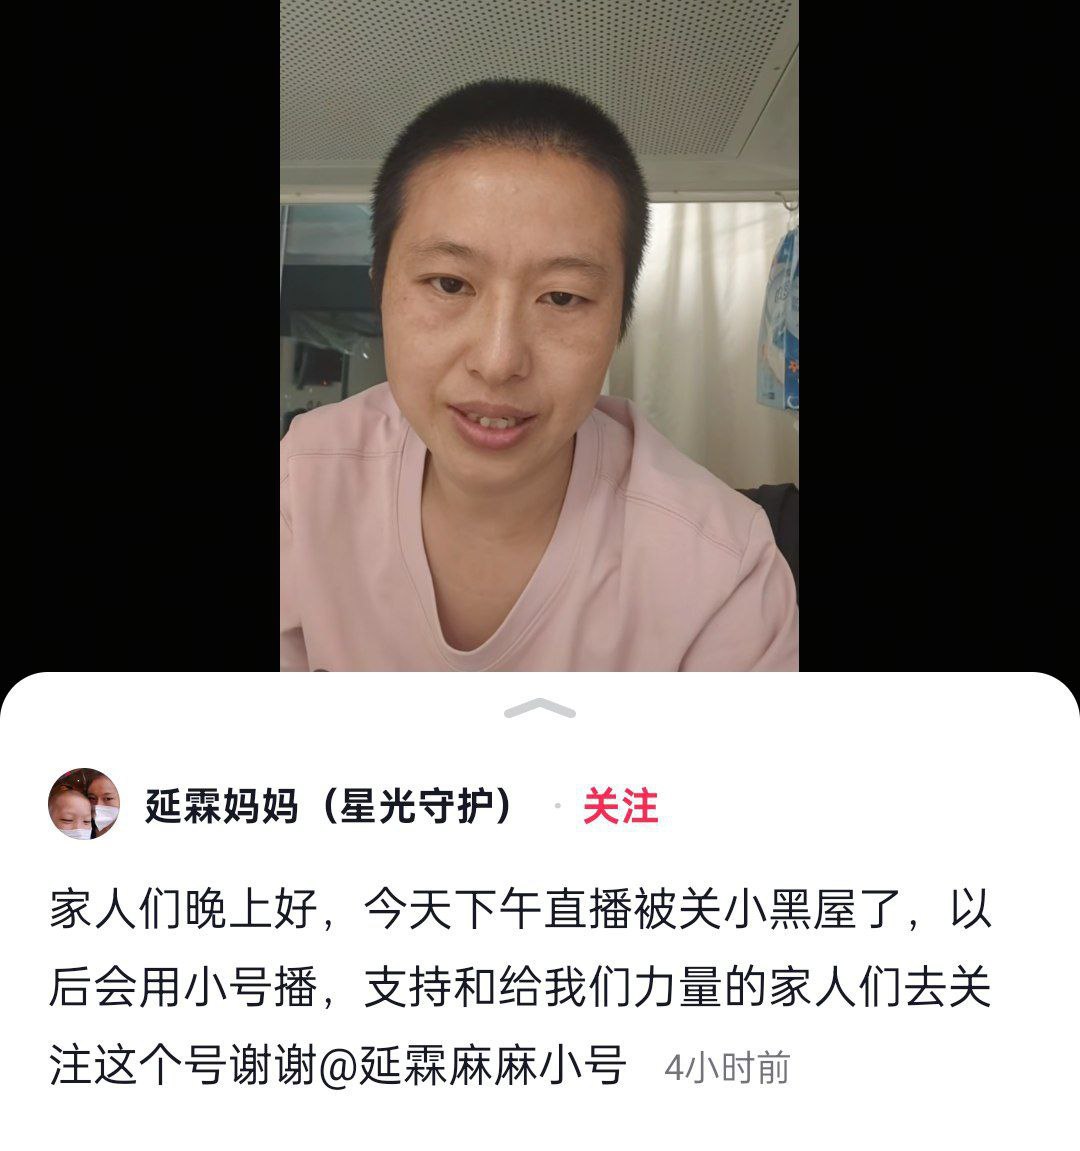 延霖妈妈（星光守护） · 关注
家人们晚上好，今天下午直播被关小黑屋了，以
后会用小号播，支持和给我们力量的家人们去关
注这个号谢谢@延霖麻麻小号 4小时前